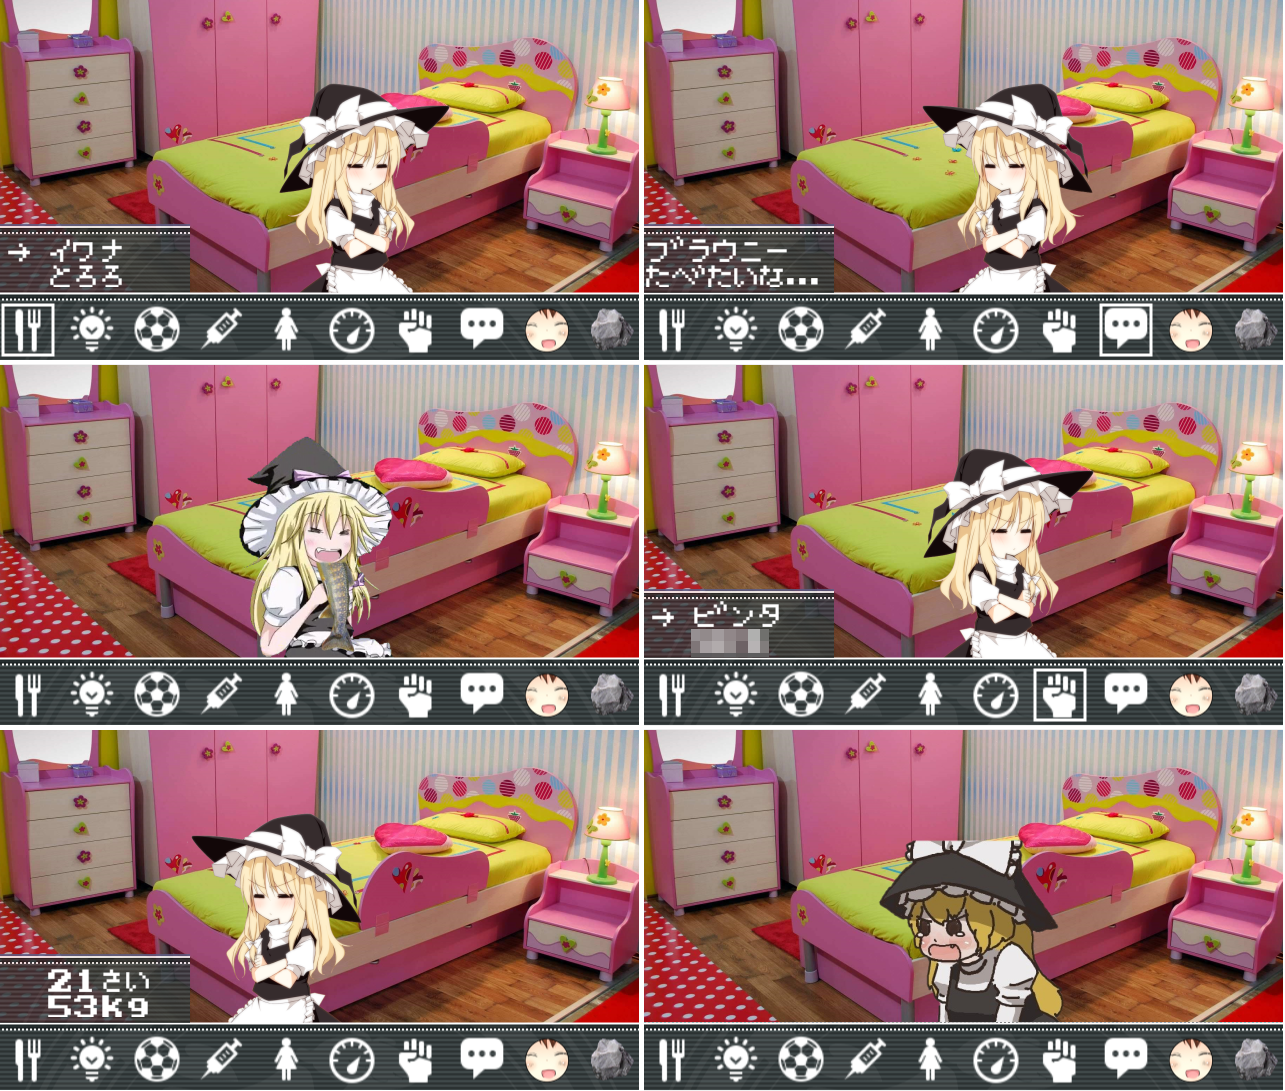 → イワナ
とろろ
ブラウニー
たべたいな...
→ ビンタ
21さい
53kg